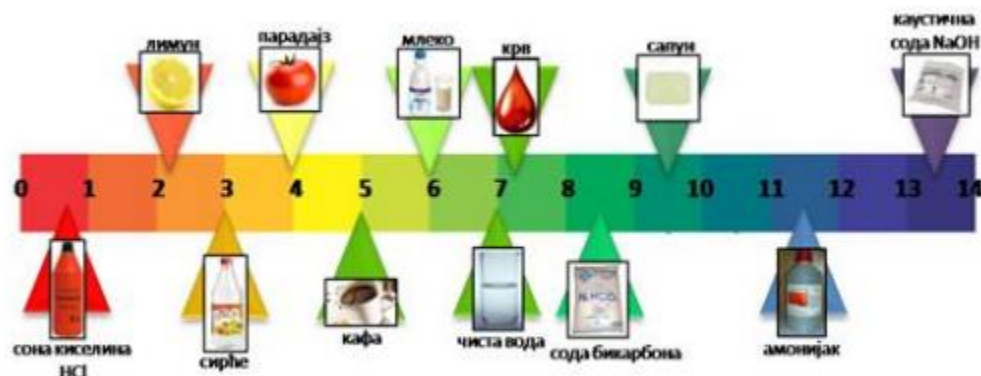 лимун
парадајз
млеко
крв
сапун
каустична
сода NaOH
0 1 2 3 4 5 6 7 8 9 10 11 12 13 14
сона киселина
HCl
сирће
кафа
чиста вода
сода бикарбона
амонијак